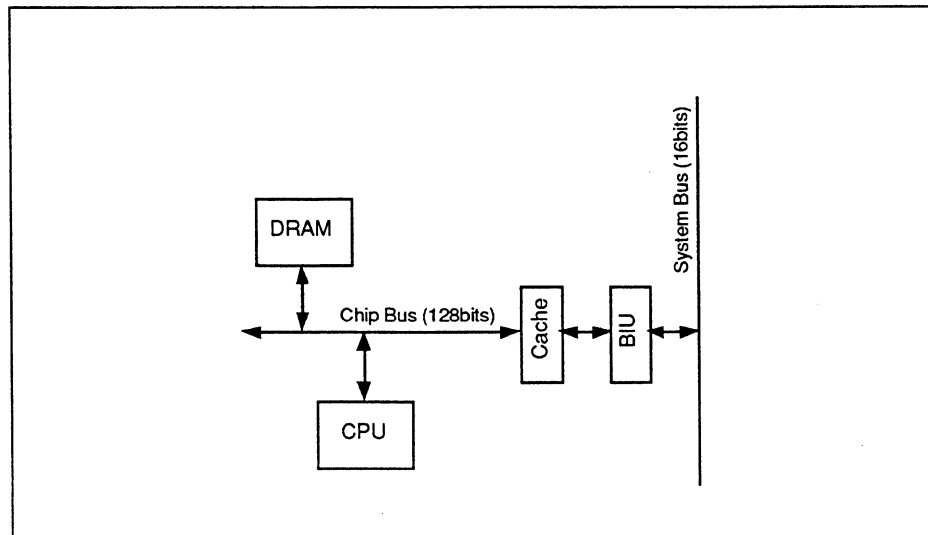 System Bus (16bits)
DRAM
Chip Bus (128bits)
Cache
BIU
CPU